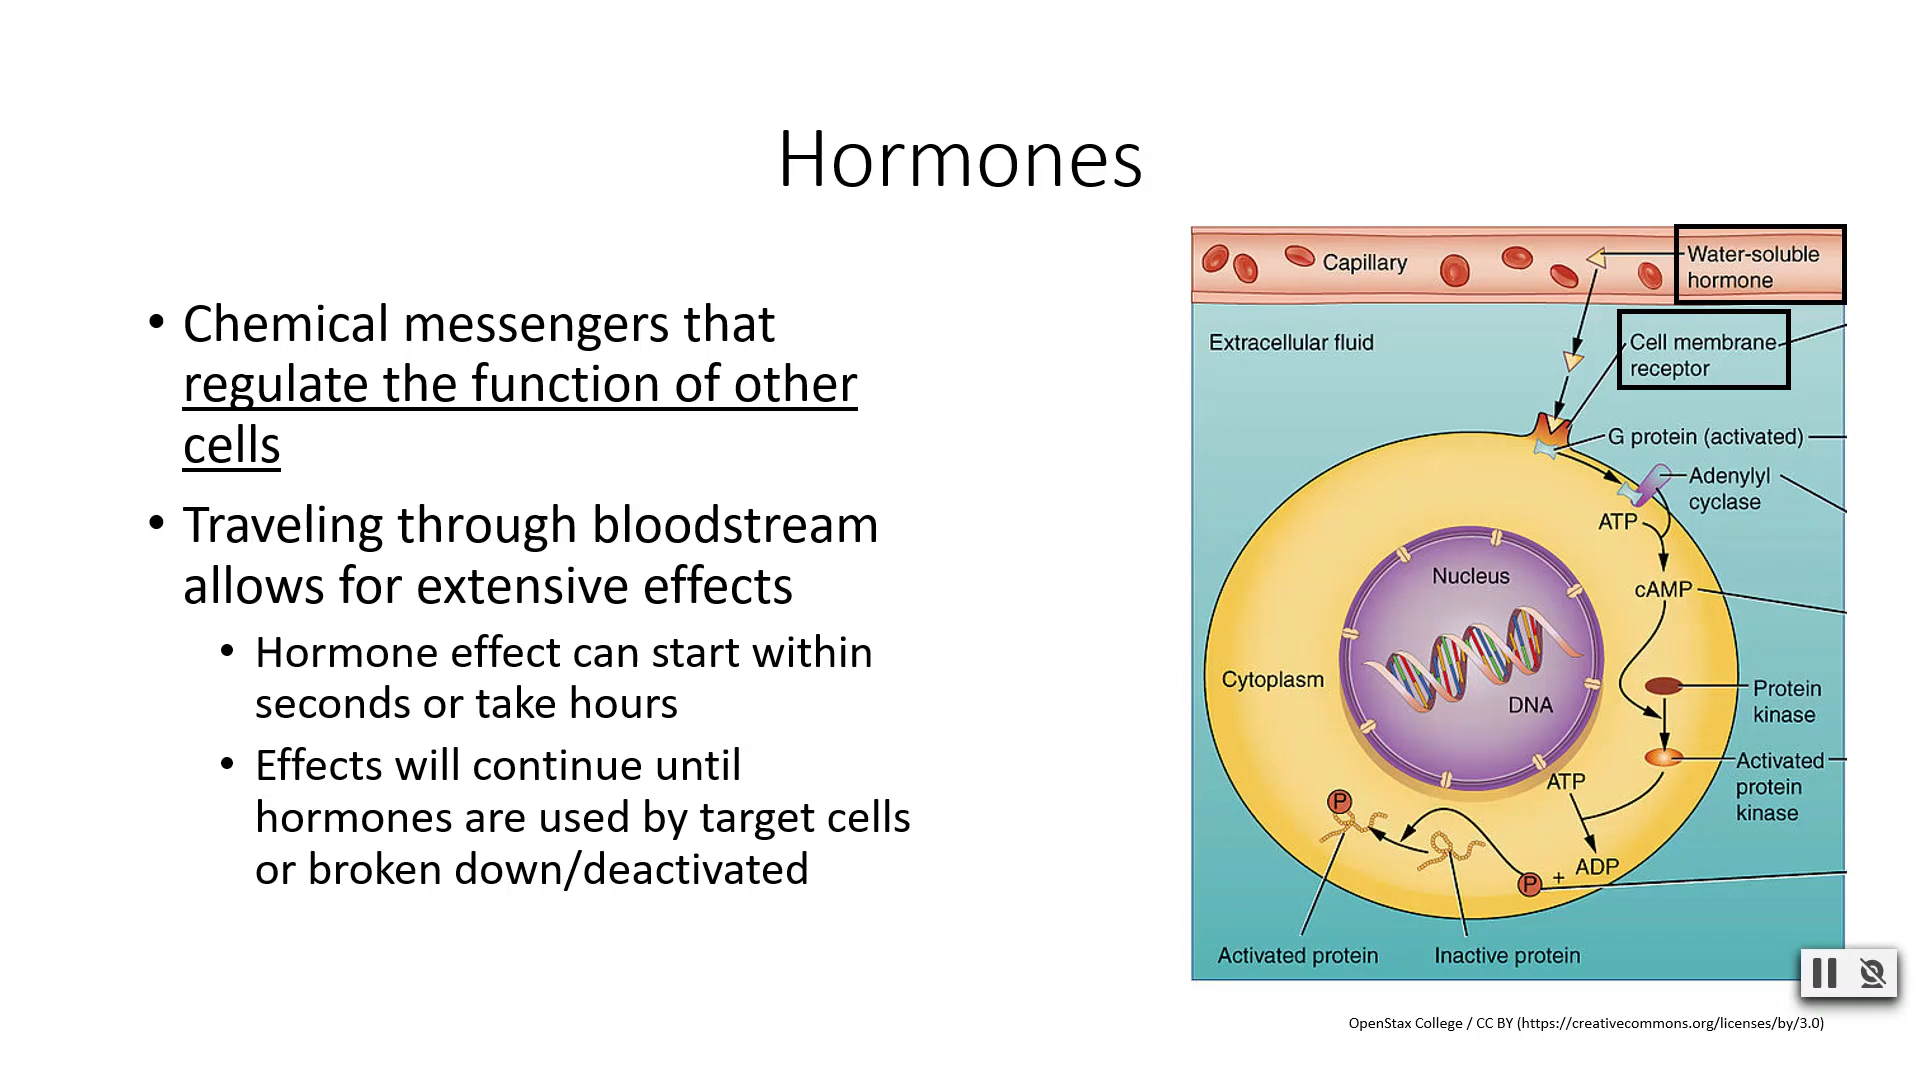 Hormones
• Chemical messengers that
regulate the function of other
cells
• Traveling through bloodstream
allows for extensive effects
• Hormone effect can start within
seconds or take hours
• Effects will continue until
hormones are used by target cells
or broken down/deactivated
Capillary
Water-soluble
hormone
Extracellular fluid
Cell membrane
receptor
G protein (activated)
Adenylyl
cyclase
ATP
cAMP
Nucleus
DNA
Cytoplasm
Protein
kinase
Activated
protein
kinase
ATP
P
P + ADP
Activated protein
Inactive protein
OpenStax College / CC BY (https://creativecommons.org/licenses/by/3.0)